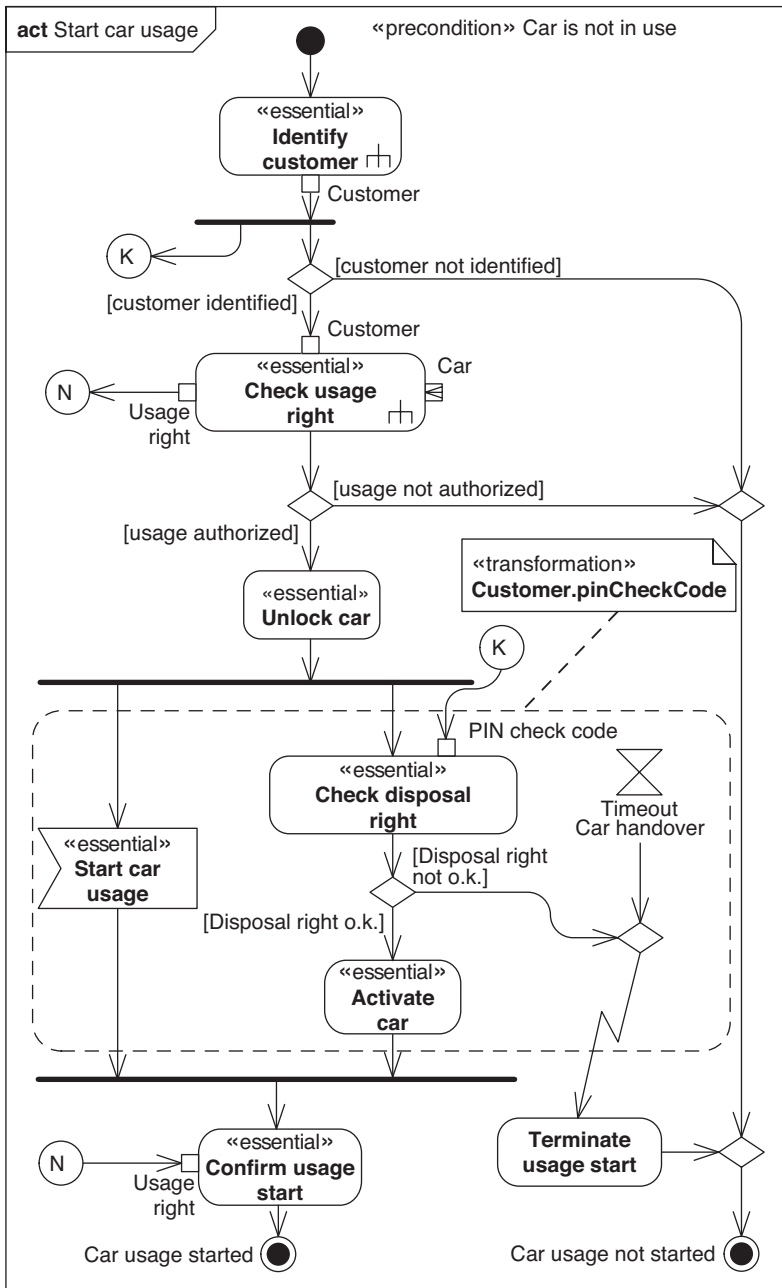 act Start car usage
«precondition» Car is not in use
«essential»
Identify
customer
Customer
K
[customer not identified]
[customer identified]
Customer
«essential»
Check usage
right
Car
N
Usage
right
[usage not authorized]
[usage authorized]
«transformation»
Customer.pinCheckCode
«essential»
Unlock car
K
PIN check code
«essential»
Check disposal
right
Timeout
Car handover
«essential»
Start car
usage
[Disposal right
not o.k.]
[Disposal right o.k.]
«essential»
Activate
car
N
Usage
right
«essential»
Confirm usage
start
Terminate
usage start
Car usage started
Car usage not started